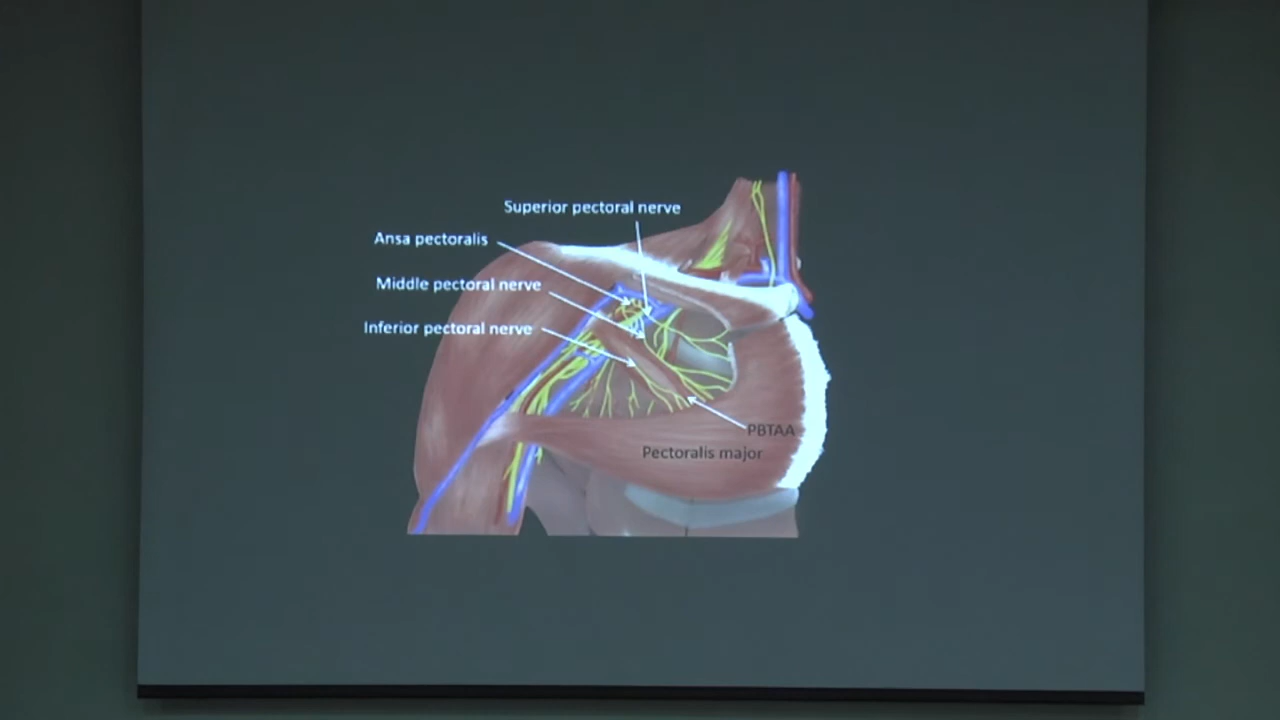 Superior pectoral nerve
Ansa pectoralis
Middle pectoral nerve
Inferior pectoral nerve
PBTAA
Pectoralis major